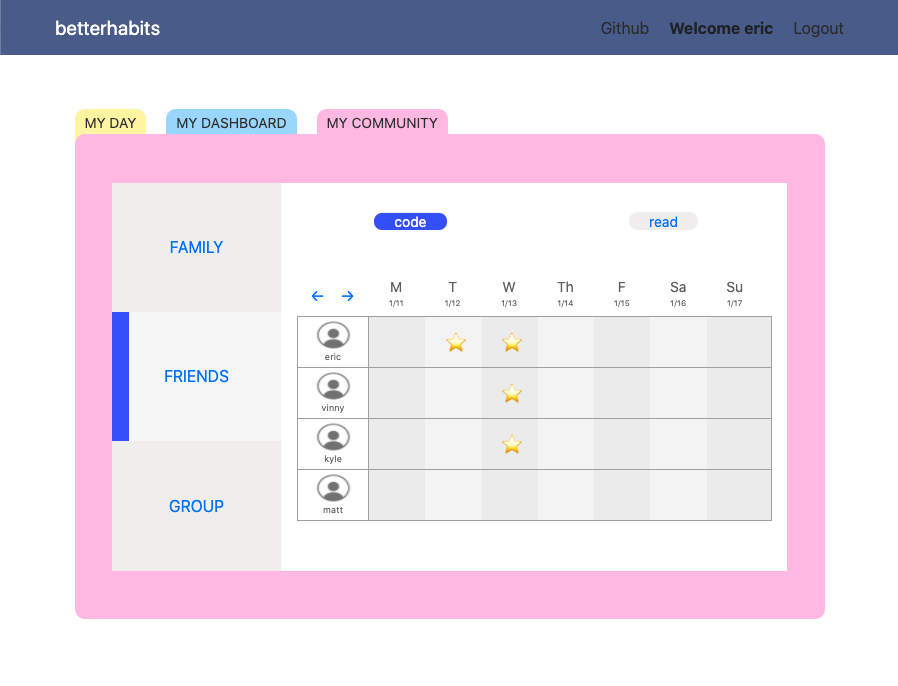 betterhabits
Github Welcome eric Logout
MY DAY MY DASHBOARD MY COMMUNITY
FAMILY
FRIENDS
GROUP
code read
← → M T W Th F Sa Su
1/11 1/12 1/13 1/14 1/15 1/16 1/17
eric
vinny
kyle
matt